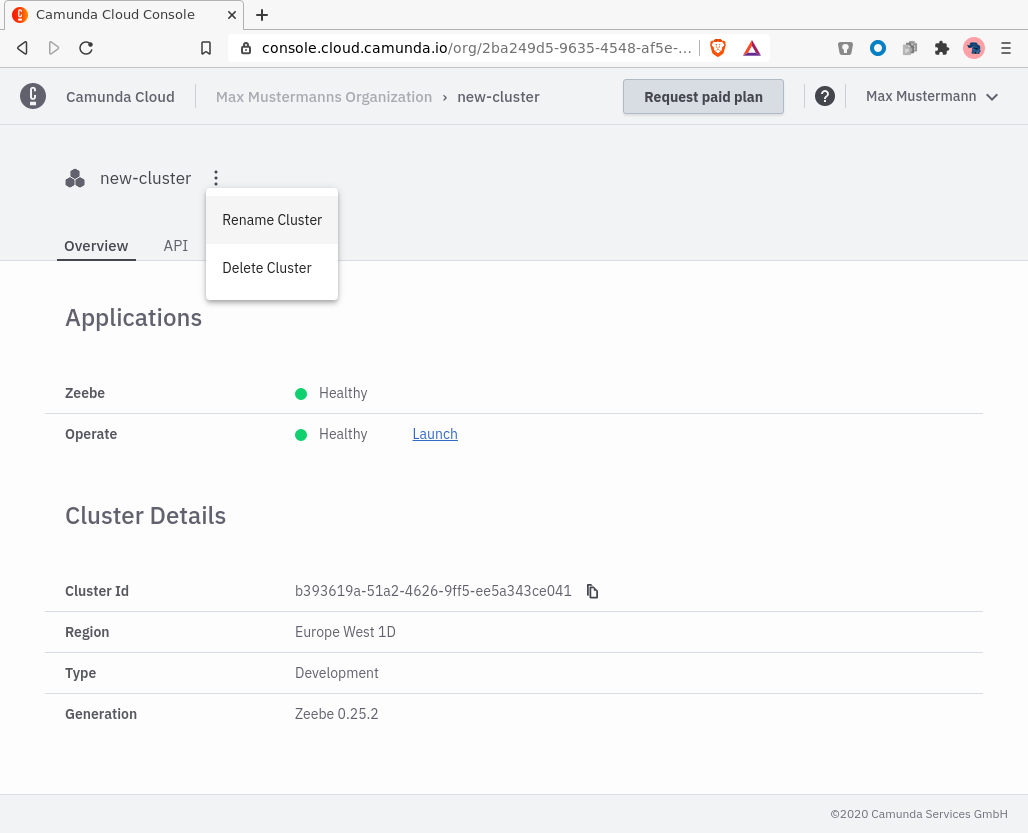 Camunda Cloud Console
console.cloud.camunda.io/org/2ba249d5-9635-4548-af5e-...
Camunda Cloud
Max Mustermanns Organization › new-cluster
Request paid plan
?
Max Mustermann
new-cluster
Rename Cluster
Delete Cluster
Overview
API
Applications
Zeebe Healthy
Operate Healthy Launch
Cluster Details
Cluster Id b393619a-51a2-4626-9ff5-ee5a343ce041
Region Europe West 1D
Type Development
Generation Zeebe 0.25.2
©2020 Camunda Services GmbH